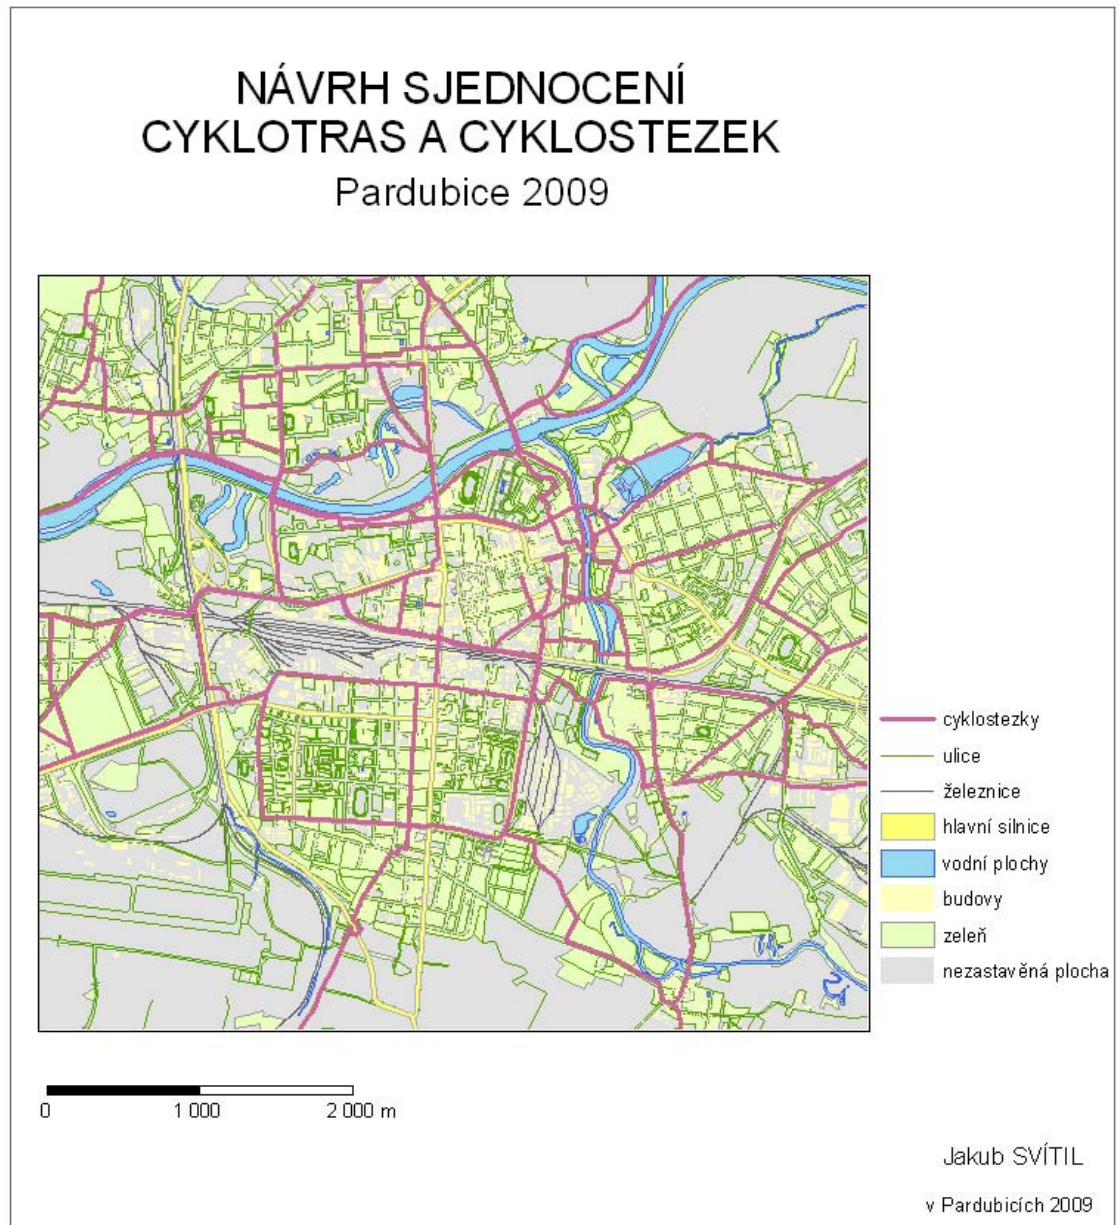 NÁVRH SJEDNOCENÍ
CYKLOTRAS A CYKLOSTEZEK
Pardubice 2009
cyklostezky
ulice
železnice
hlavní silnice
vodní plochy
budovy
zeleň
nezastavěná plocha
0 1 000 2 000 m
Jakub SVÍTIL
v Pardubicích 2009